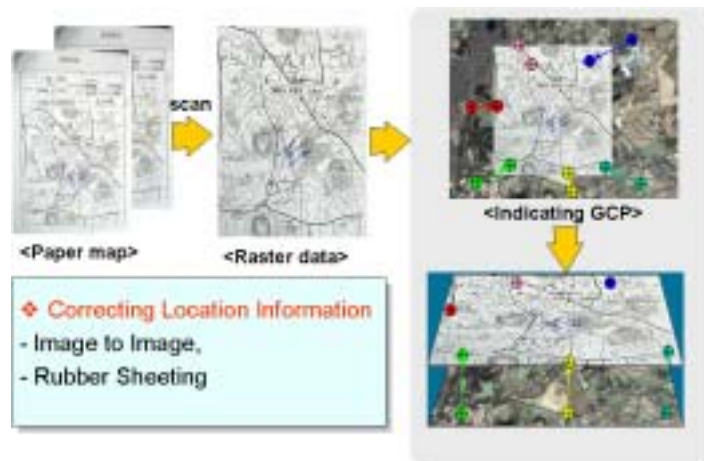 scan
<Paper map>
<Raster data>
<Indicating GCP>
Correcting Location Information
- Image to Image,
- Rubber Sheeting